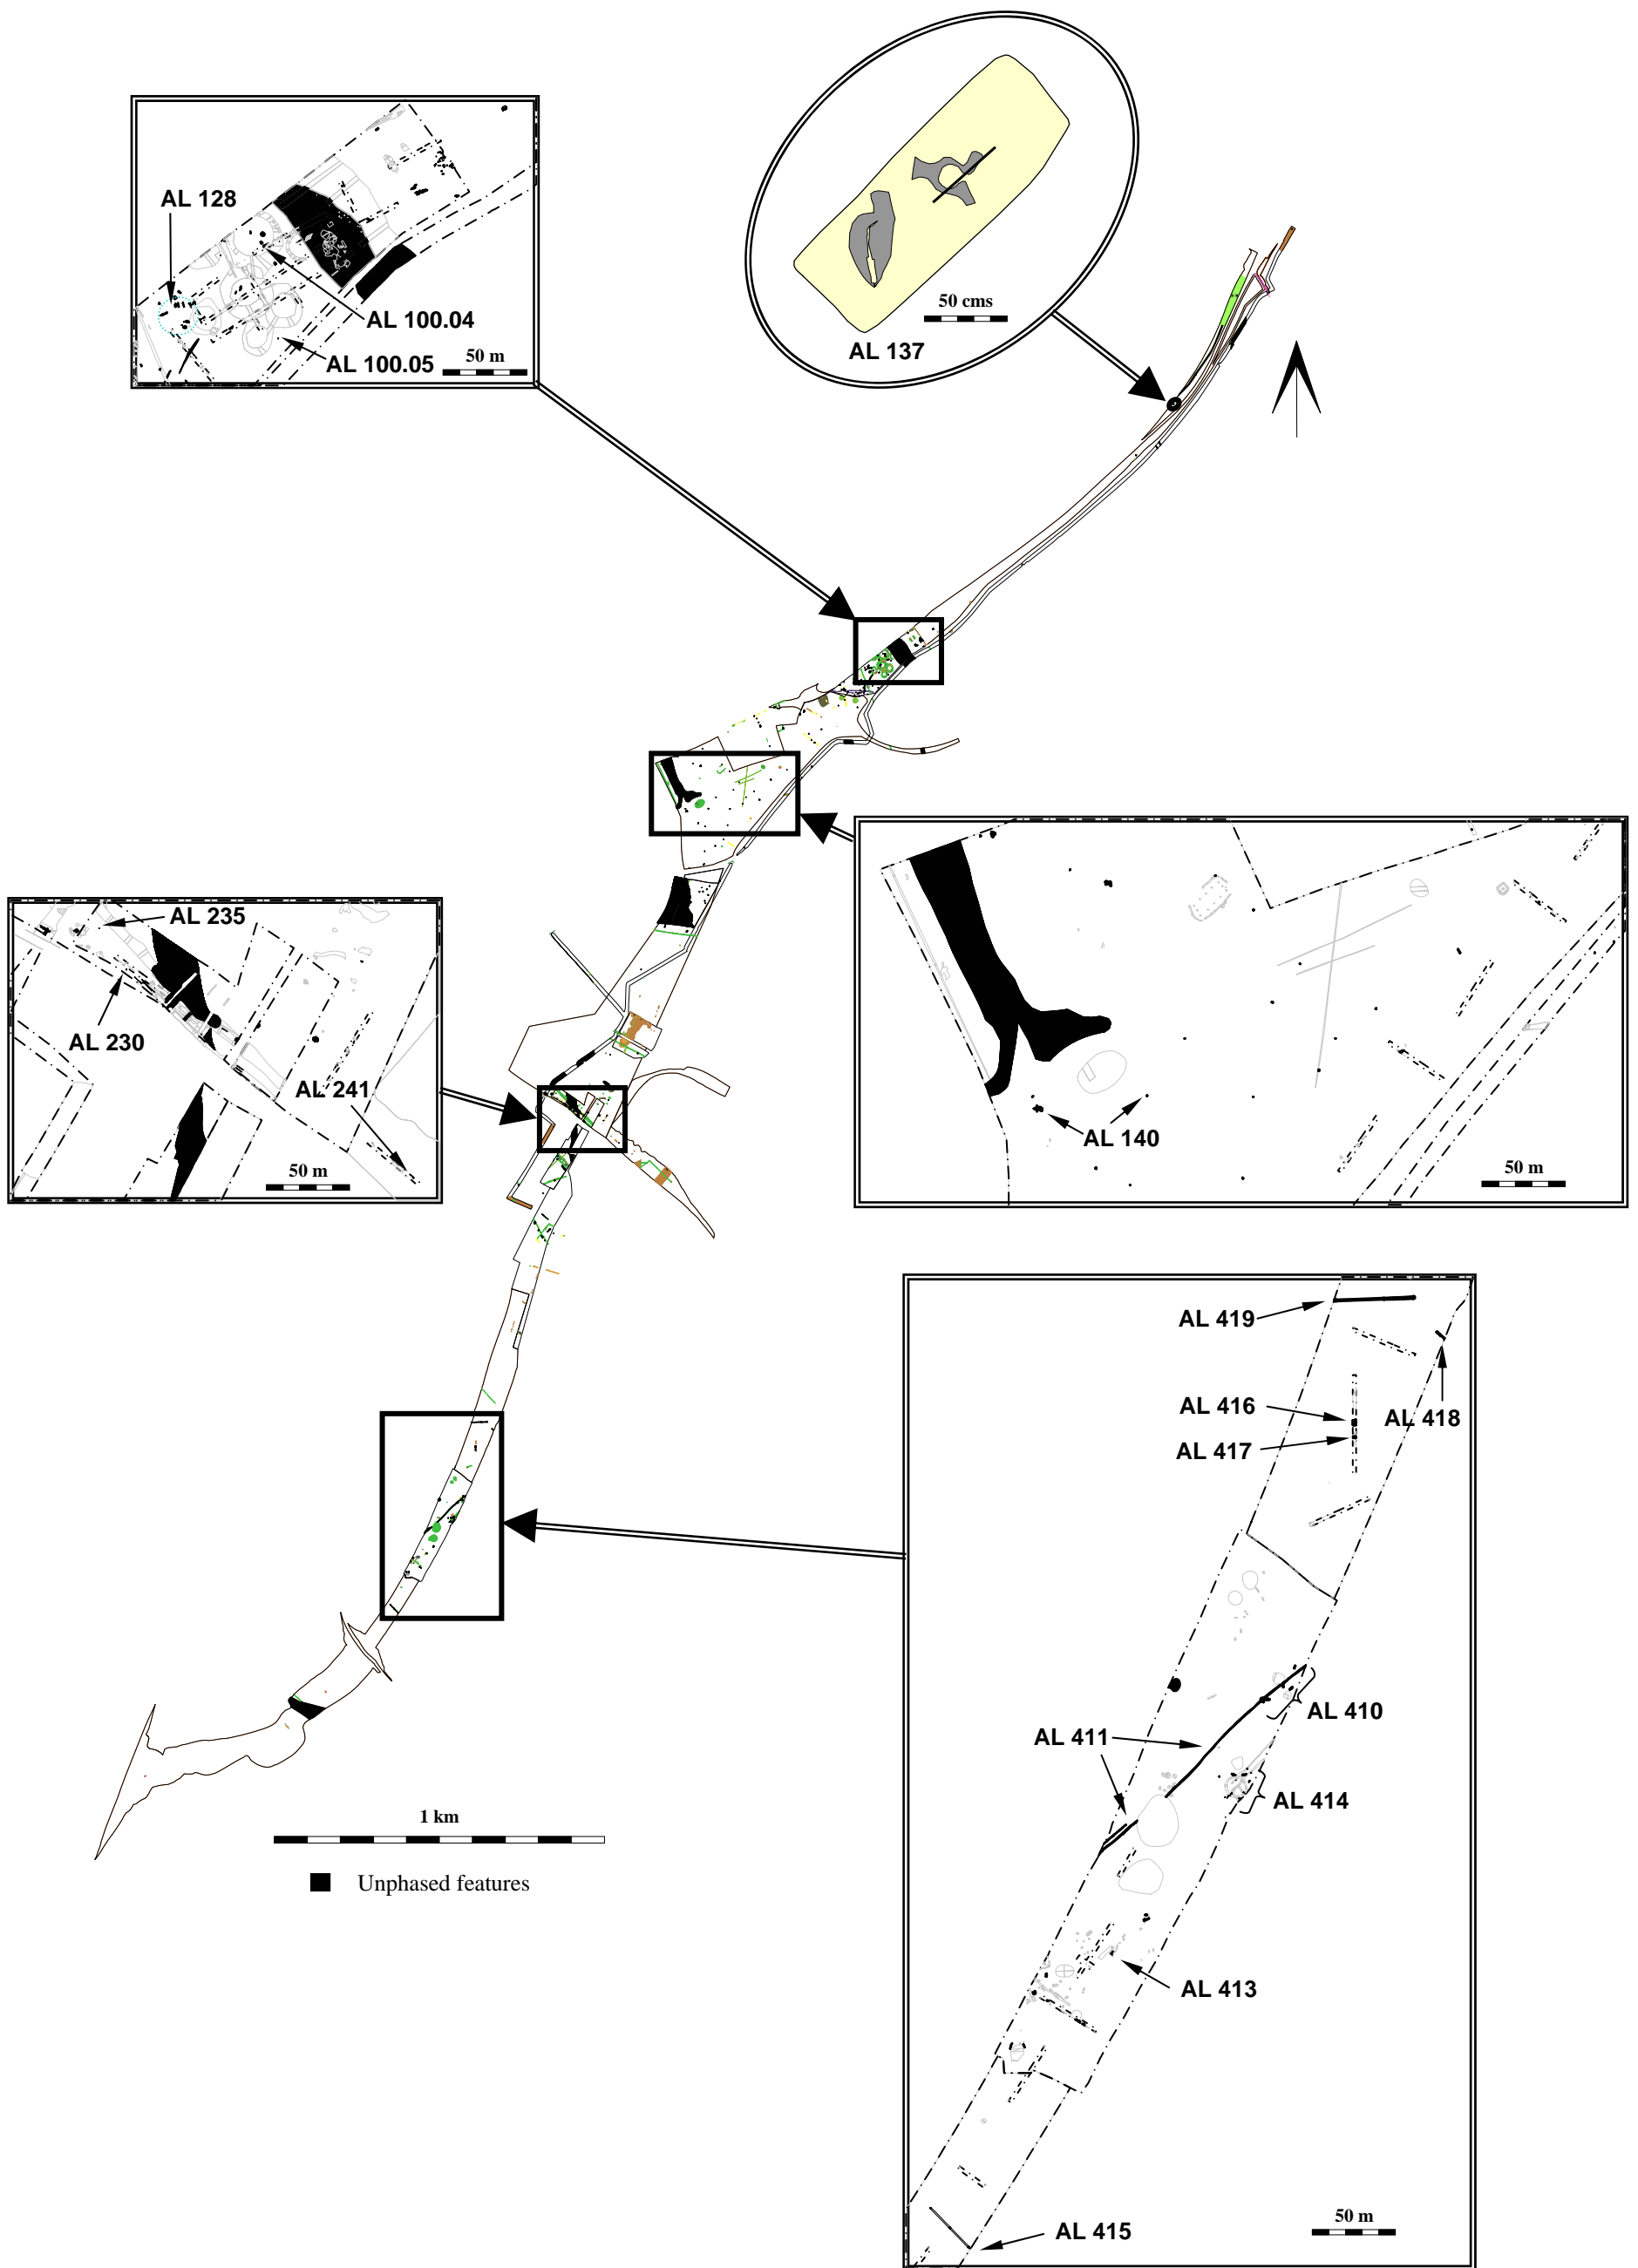 50 cms
AL 137
AL 128
AL 100.04
AL 100.05
50 m
AL 235
AL 230
AL 241
50 m
AL 140
50 m
AL 419
AL 416
AL 418
AL 417
AL 410
AL 411
AL 414
AL 413
AL 415
50 m
1 km
Unphased features